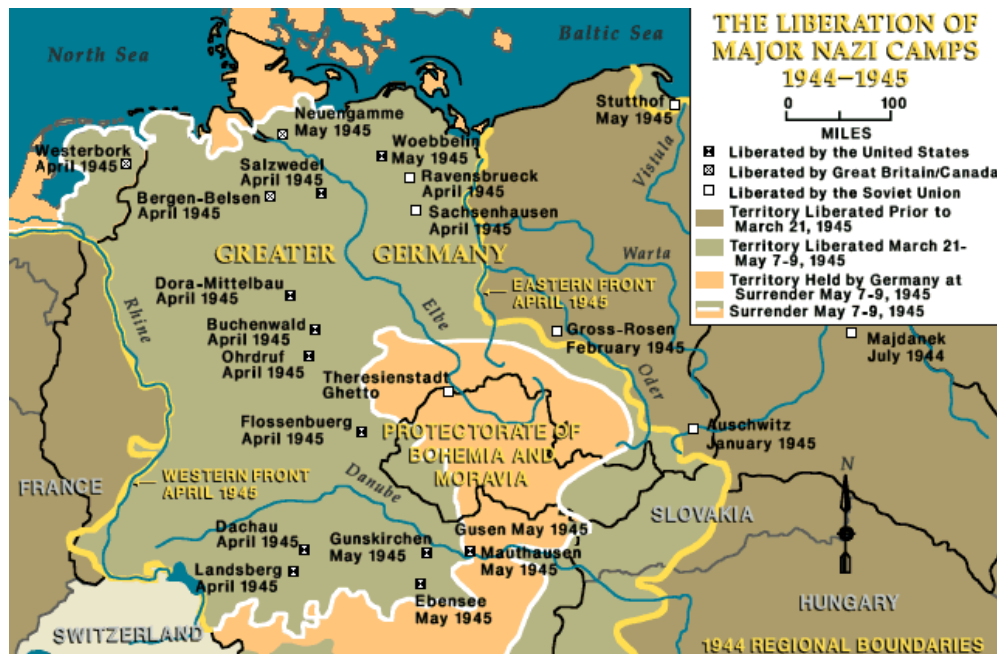 THE LIBERATION OF
MAJOR NAZI CAMPS
1944–1945
0 100
MILES
Liberated by the United States
Liberated by Great Britain/Canada
Liberated by the Soviet Union
Territory Liberated Prior to
March 21, 1945
Territory Liberated March 21-
May 7-9, 1945
Territory Held by Germany at
Surrender May 7-9, 1945
Surrender May 7-9, 1945
North Sea
Baltic Sea
Stutthof
May 1945
Neuengamme
May 1945
Woebbelin
May 1945
Westerbork
April 1945
Salzwedel
April 1945
Ravensbrueck
April 1945
Bergen-Belsen
April 1945
Sachsenhausen
April 1945
Vistula
Warta
GREATER GERMANY
Dora-Mittelbau
April 1945
EASTERN FRONT
APRIL 1945
Rhine
Elbe
Buchenwald
April 1945
Gross-Rosen
February 1945
Majdanek
July 1944
Ohrdruf
April 1945
Oder
Theresienstadt
Ghetto
Flossenbuerg
April 1945
PROTECTORATE OF
BOHEMIA AND
MORAVIA
Auschwitz
January 1945
FRANCE
WESTERN FRONT
APRIL 1945
Danube
N
SLOVAKIA
Dachau
April 1945
Gunskirchen
May 1945
Gusen May 1945
Mauthausen
May 1945
Landsberg
April 1945
Ebensee
May 1945
HUNGARY
SWITZERLAND
1944 REGIONAL BOUNDARIES